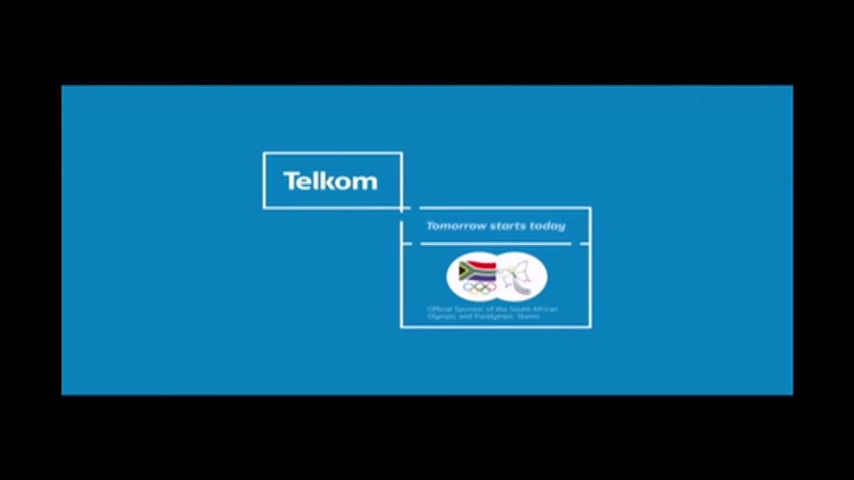 Telkom
Tomorrow starts today
Official Sponsor of the South African
Olympic and Paralympic Teams